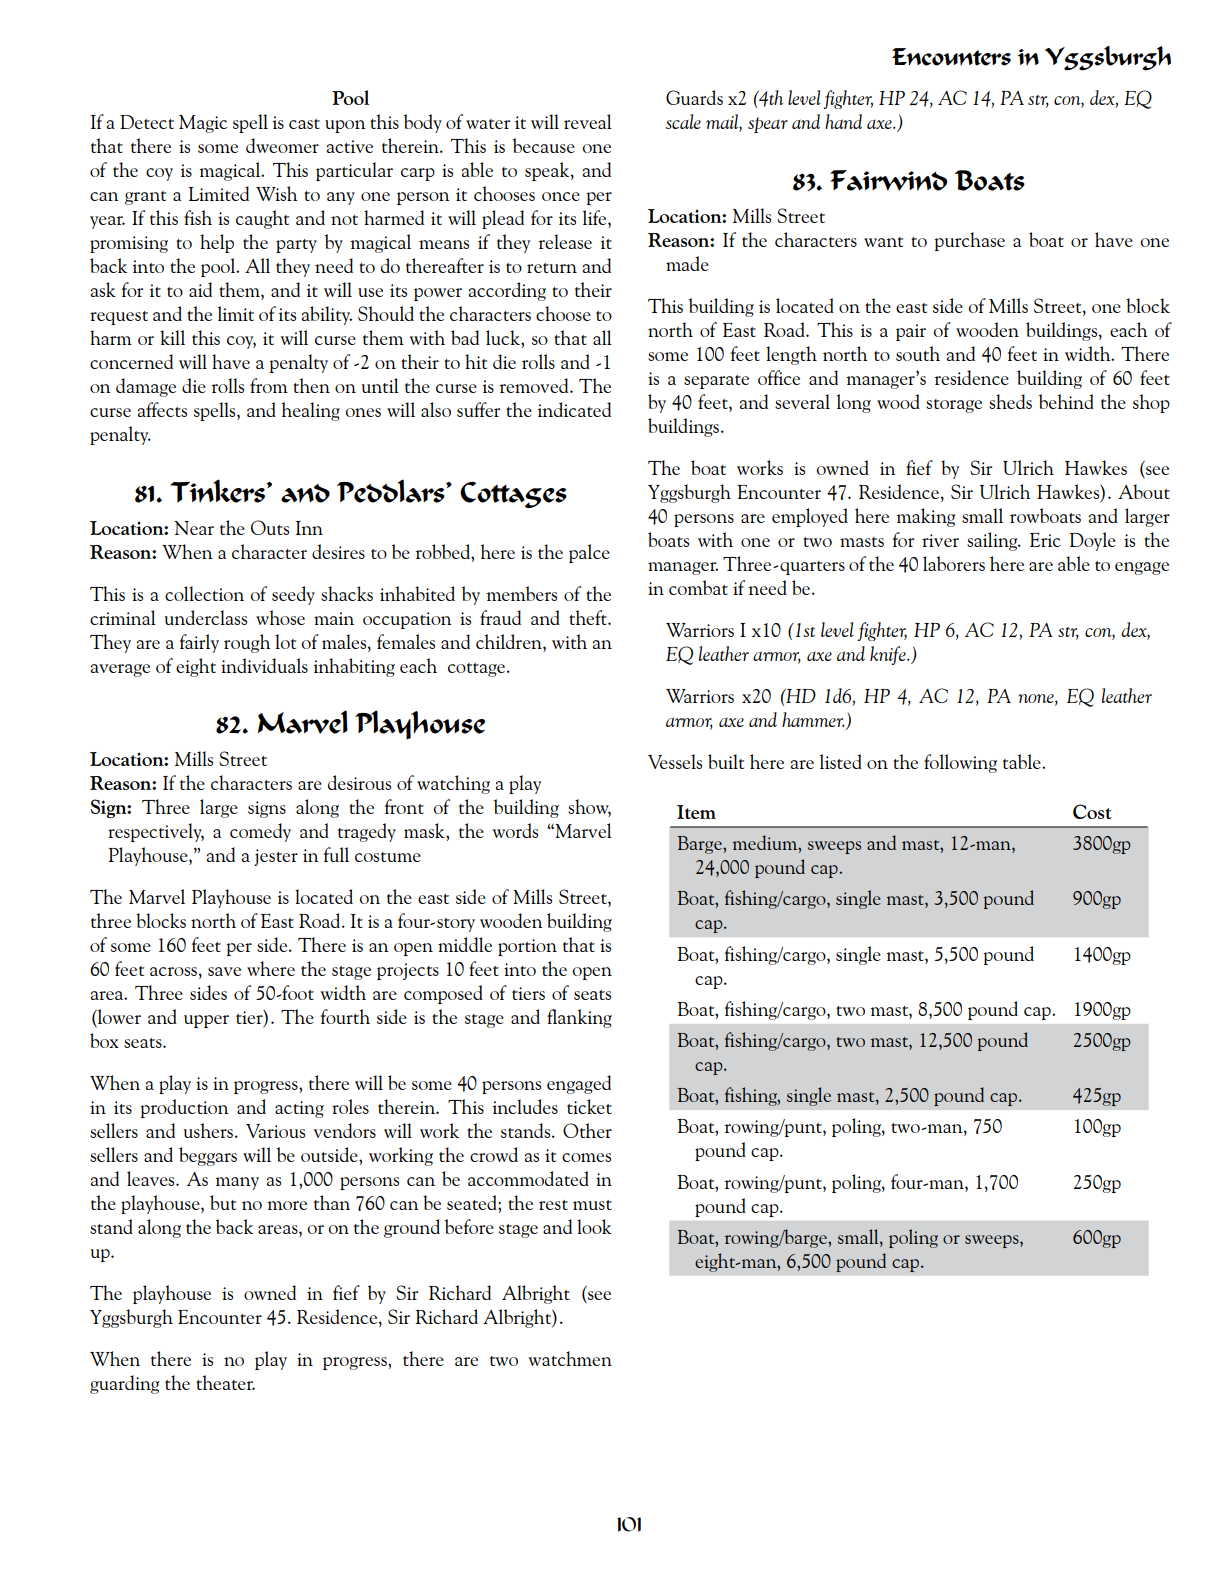 Encounters in Yggsburgh
Pool
If a Detect Magic spell is cast upon this body of water it will reveal
that there is some dweomer active therein. This is because one
of the coy is magical. This particular carp is able to speak, and
can grant a Limited Wish to any one person it chooses once per
year. If this fish is caught and not harmed it will plead for its life,
promising to help the party by magical means if they release it
back into the pool. All they need to do thereafter is to return and
ask for it to aid them, and it will use its power according to their
request and the limit of its ability. Should the characters choose to
harm or kill this coy, it will curse them with bad luck, so that all
concerned will have a penalty of -2 on their to hit die rolls and -1
on damage die rolls from then on until the curse is removed. The
curse affects spells, and healing ones will also suffer the indicated
penalty.
81. Tinkers' and Peddlars' Cottages
Location: Near the Outs Inn
Reason: When a character desires to be robbed, here is the palce
This is a collection of seedy shacks inhabited by members of the
criminal underclass whose main occupation is fraud and theft.
They are a fairly rough lot of males, females and children, with an
average of eight individuals inhabiting each cottage.
82. Marvel Playhouse
Location: Mills Street
Reason: If the characters are desirous of watching a play
Sign: Three large signs along the front of the building show,
respectively, a comedy and tragedy mask, the words “Marvel
Playhouse,” and a jester in full costume
The Marvel Playhouse is located on the east side of Mills Street,
three blocks north of East Road. It is a four-story wooden building
of some 160 feet per side. There is an open middle portion that is
60 feet across, save where the stage projects 10 feet into the open
area. Three sides of 50-foot width are composed of tiers of seats
(lower and upper tier). The fourth side is the stage and flanking
box seats.
When a play is in progress, there will be some 40 persons engaged
in its production and acting roles therein. This includes ticket
sellers and ushers. Various vendors will work the stands. Other
sellers and beggars will be outside, working the crowd as it comes
and leaves. As many as 1,000 persons can be accommodated in
the playhouse, but no more than 760 can be seated; the rest must
stand along the back areas, or on the ground before stage and look
up.
The playhouse is owned in fief by Sir Richard Albright (see
Yggsburgh Encounter 45. Residence, Sir Richard Albright).
When there is no play in progress, there are two watchmen
guarding the theater.
Guards x2 (4th level fighter, HP 24, AC 14, PA str, con, dex, EQ
scale mail, spear and hand axe.)
83. Fairwind Boats
Location: Mills Street
Reason: If the characters want to purchase a boat or have one
made
This building is located on the east side of Mills Street, one block
north of East Road. This is a pair of wooden buildings, each of
some 100 feet length north to south and 40 feet in width. There
is a separate office and manager's residence building of 60 feet
by 40 feet, and several long wood storage sheds behind the shop
buildings.
The boat works is owned in fief by Sir Ulrich Hawkes (see
Yggsburgh Encounter 47. Residence, Sir Ulrich Hawkes). About
40 persons are employed here making small rowboats and larger
boats with one or two masts for river sailing. Eric Doyle is the
manager. Three-quarters of the 40 laborers here are able to engage
in combat if need be.
Warriors I x10 (1st level fighter, HP 6, AC 12, PA str, con, dex,
EQ leather armor, axe and knife.)
Warriors x20 (HD 1d6, HP 4, AC 12, PA none, EQ leather
armor, axe and hammer.)
Vessels built here are listed on the following table.
Item Cost
Barge, medium, sweeps and mast, 12-man, 3800gp
24,000 pound cap.
Boat, fishing/cargo, single mast, 3,500 pound 900gp
cap.
Boat, fishing/cargo, single mast, 5,500 pound 1400gp
cap.
Boat, fishing/cargo, two mast, 8,500 pound cap. 1900gp
Boat, fishing/cargo, two mast, 12,500 pound 2500gp
cap.
Boat, fishing, single mast, 2,500 pound cap. 425gp
Boat, rowing/punt, poling, two-man, 750 100gp
pound cap.
Boat, rowing/punt, poling, four-man, 1,700 250gp
pound cap.
Boat, rowing/barge, small, poling or sweeps, 600gp
eight-man, 6,500 pound cap.
101